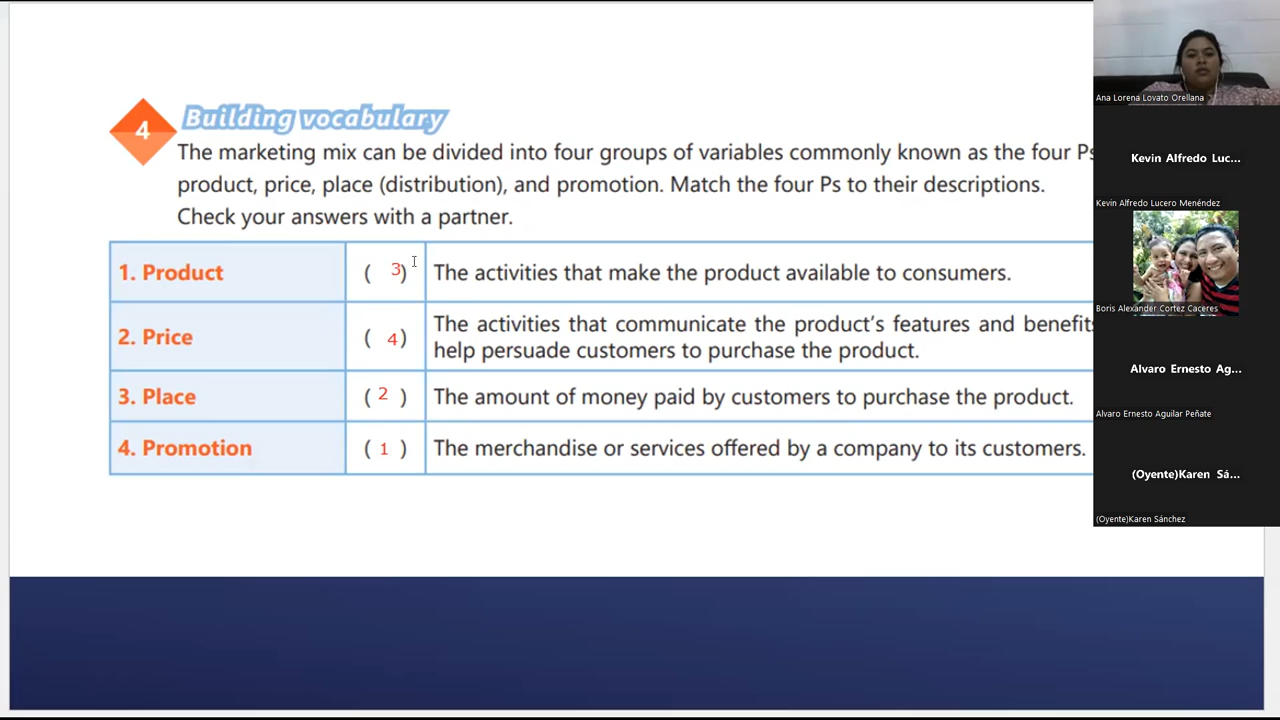 4
Building vocabulary
The marketing mix can be divided into four groups of variables commonly known as the four Ps
product, price, place (distribution), and promotion. Match the four Ps to their descriptions.
Check your answers with a partner.
1. Product ( 3) The activities that make the product available to consumers.
2. Price ( 4) The activities that communicate the product's features and benefits
help persuade customers to purchase the product.
3. Place ( 2 ) The amount of money paid by customers to purchase the product.
4. Promotion ( 1 ) The merchandise or services offered by a company to its customers.
Ana Lorena Lovato Orellana
Kevin Alfredo Luc...
Kevin Alfredo Lucero Menéndez
Boris Alexander Cortez Caceres
Alvaro Ernesto Ag...
Alvaro Ernesto Aguilar Peñate
(Oyente)Karen Sá...
(Oyente)Karen Sánchez